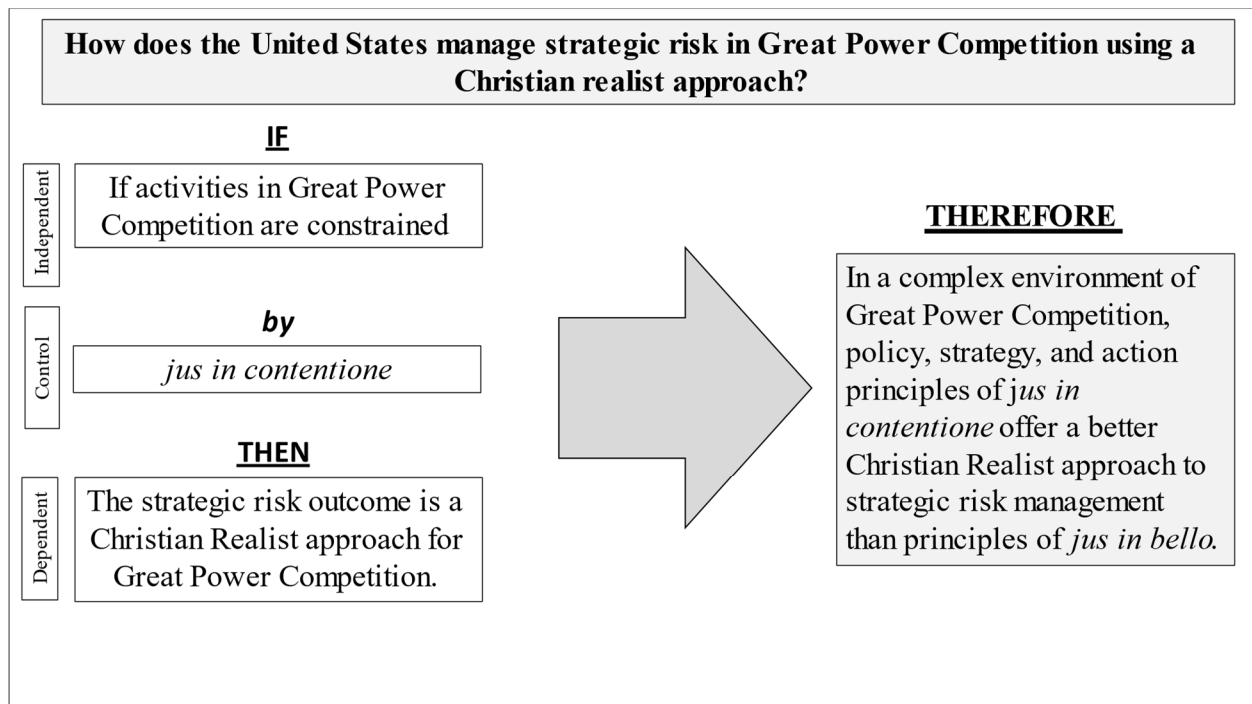 How does the United States manage strategic risk in Great Power Competition using a
Christian realist approach?
IF
Independent
If activities in Great Power
Competition are constrained
by
Control
jus in contentione
THEN
Dependent
The strategic risk outcome is a
Christian Realist approach for
Great Power Competition.
THEREFORE
In a complex environment of
Great Power Competition,
policy, strategy, and action
principles of jus in
contentione offer a better
Christian Realist approach to
strategic risk management
than principles of jus in bello.